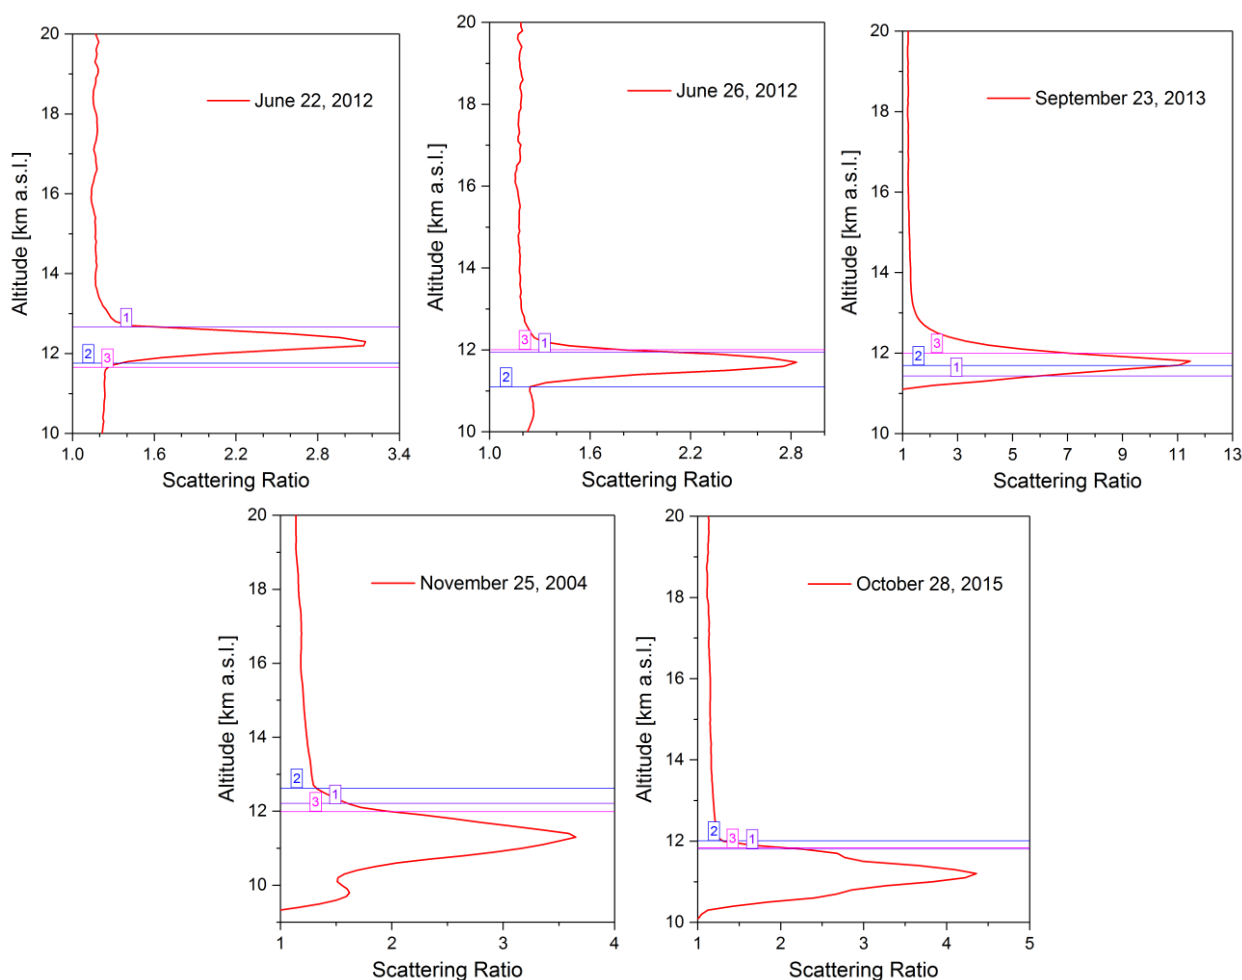 June 22, 2012
Altitude [km a.s.l.]
20
18
16
14
12
10
1
2
3
1.0 1.6 2.2 2.8 3.4
Scattering Ratio
June 26, 2012
Altitude [km a.s.l.]
20
18
16
14
12
10
3 1
2
1.0 1.6 2.2 2.8
Scattering Ratio
September 23, 2013
Altitude [km a.s.l.]
20
18
16
14
12
10
3
2
1
1 3 5 7 9 11 13
Scattering Ratio
November 25, 2004
Altitude [km a.s.l.]
20
18
16
14
12
10
2
3 1
1 2 3 4
Scattering Ratio
October 28, 2015
Altitude [km a.s.l.]
20
18
16
14
12
10
2 3 1
1 2 3 4 5
Scattering Ratio